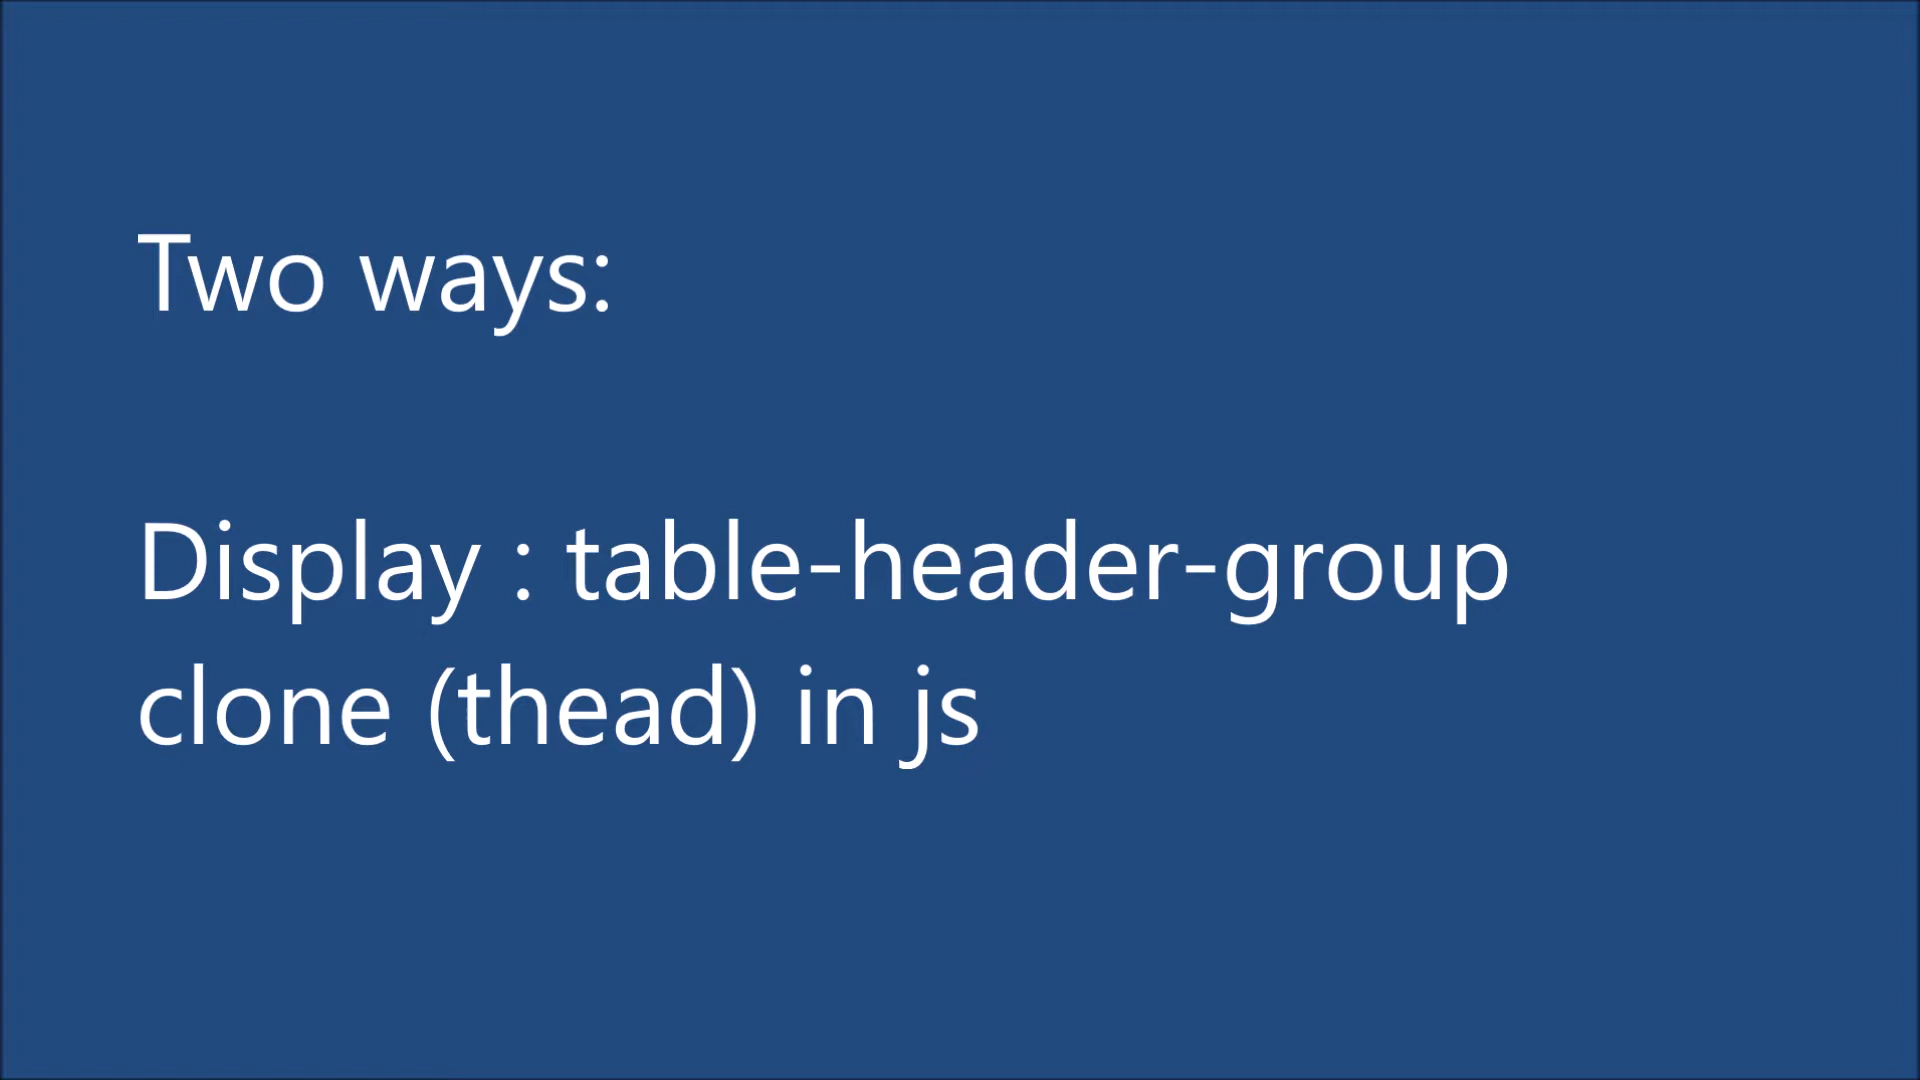 Two ways:
Display : table-header-group
clone (thead) in js